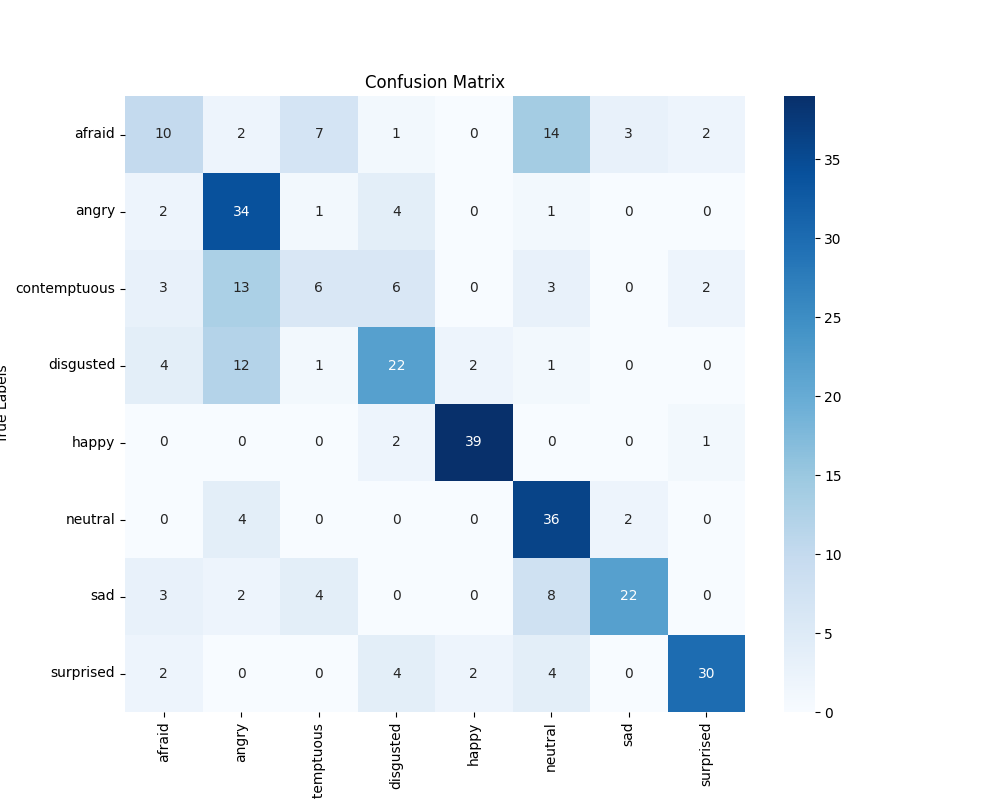 Confusion Matrix
afraid 10 2 7 1 0 14 3 2
angry 2 34 1 4 0 1 0 0
contemptuous 3 13 6 6 0 3 0 2
disgusted 4 12 1 22 2 1 0 0
happy 0 0 0 2 39 0 0 1
neutral 0 4 0 0 0 36 2 0
sad 3 2 4 0 0 8 22 0
surprised 2 0 0 4 2 4 0 30
True Labels
afraid angry temptuous disgusted happy neutral sad surprised
35
30
25
20
15
10
5
0